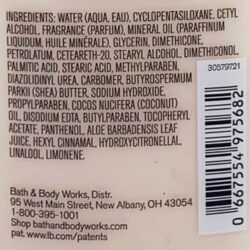 INGREDIENTS: WATER (AQUA, EAU), CYCLOPENTASILOXANE, CETYL
ALCOHOL, FRAGRANCE (PARFUM), MINERAL OIL (PARAFFINUM
LIQUIDUM, HUILE MINÉRALE), GLYCERIN, DIMETHICONE,
PETROLATUM, CETEARETH-20, STEARYL ALCOHOL, DIMETHICONOL,
PALMITIC ACID, STEARIC ACID, METHYLPARABEN,
DIAZOLIDINYL UREA, CARBOMER, BUTYROSPERMUM
PARKII (SHEA) BUTTER, SODIUM HYDROXIDE,
PROPYLPARABEN, COCOS NUCIFERA (COCONUT)
OIL, DISODIUM EDTA, BUTYLPARABEN, TOCOPHERYL
ACETATE, PANTHENOL, ALOE BARBADENSIS LEAF
JUICE, HEXYL CINNAMAL, HYDROXYCITRONELLAL,
LINALOOL, LIMONENE.
30579721
0 667554 975682
Bath & Body Works, Distr.
95 West Main Street, New Albany, OH 43054
1-800-395-1001
Shop bathandbodyworks.com
pat. www.lb.com/patents